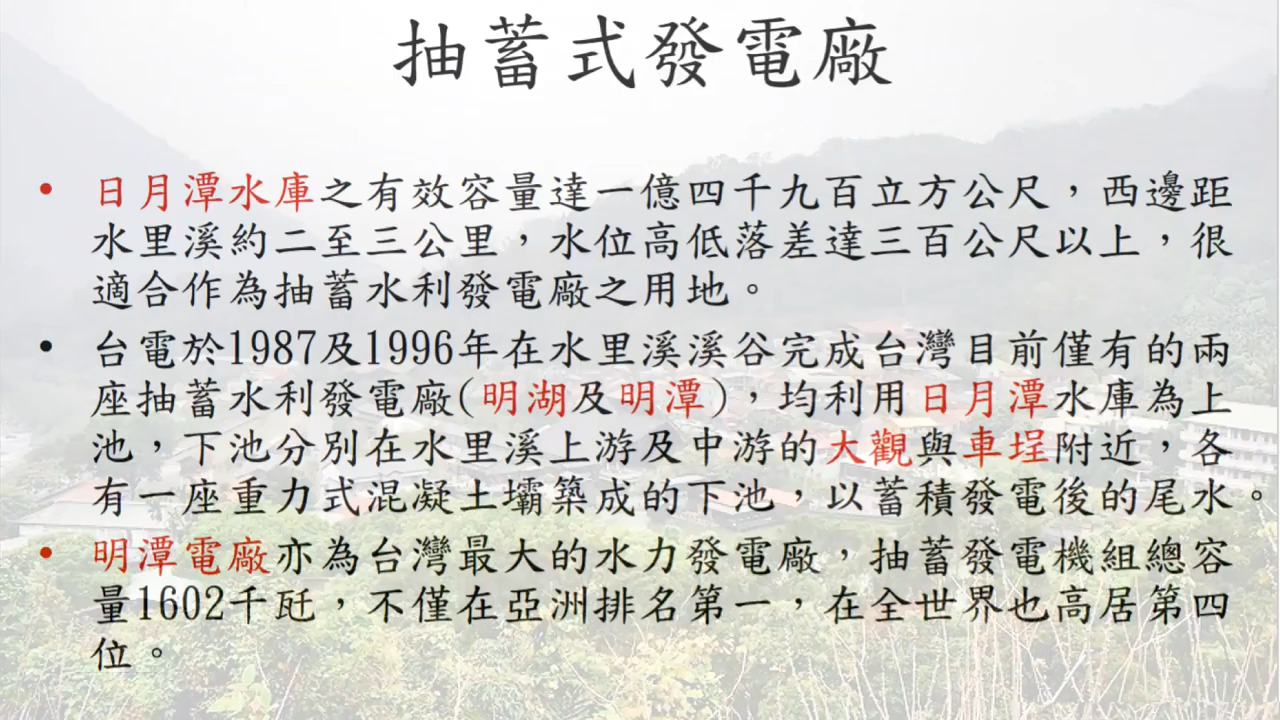 抽蓄式發電廠
• 日月潭水庫之有效容量達一億四千九百立方公尺，西邊距
水里溪約二至三公里，水位高低落差達三百公尺以上，很
適合作為抽蓄水利發電廠之用地。
• 台電於1987及1996年在水里溪溪谷完成台灣目前僅有的兩
座抽蓄水利發電廠(明湖及明潭)，均利用日月潭水庫為上
池，下池分別在水里溪上游及中游的大觀與車埕附近，各
有一座重力式混凝土壩築成的下池，以蓄積發電後的尾水。
• 明潭電廠亦為台灣最大的水力發電廠，抽蓄發電機組總容
量1602千瓩，不僅在亞洲排名第一，在全世界也高居第四
位。